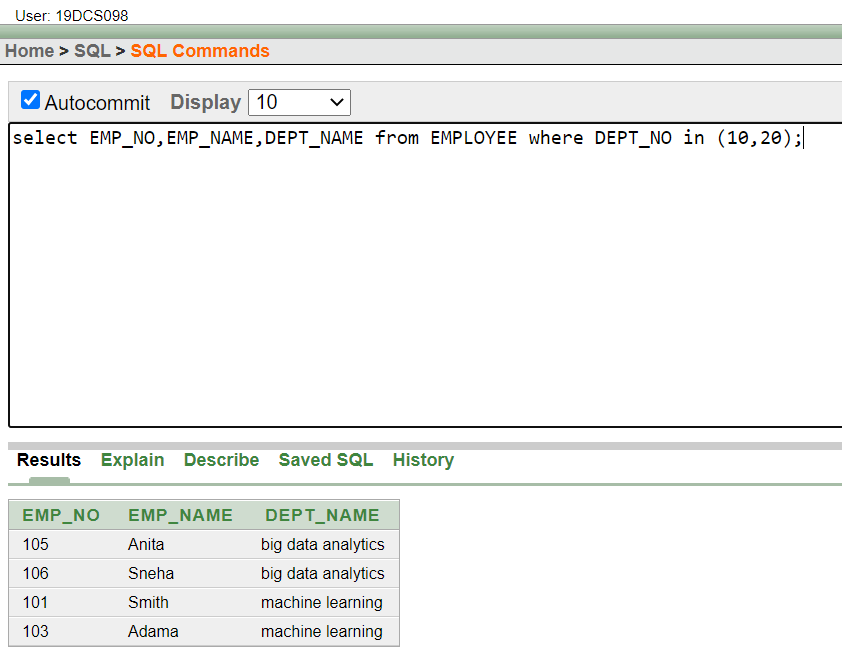 User: 19DCS098
Home > SQL > SQL Commands
Autocommit Display 10
select EMP_NO,EMP_NAME,DEPT_NAME from EMPLOYEE where DEPT_NO in (10,20);
Results Explain Describe Saved SQL History
EMP_NO EMP_NAME DEPT_NAME
105 Anita big data analytics
106 Sneha big data analytics
101 Smith machine learning
103 Adama machine learning